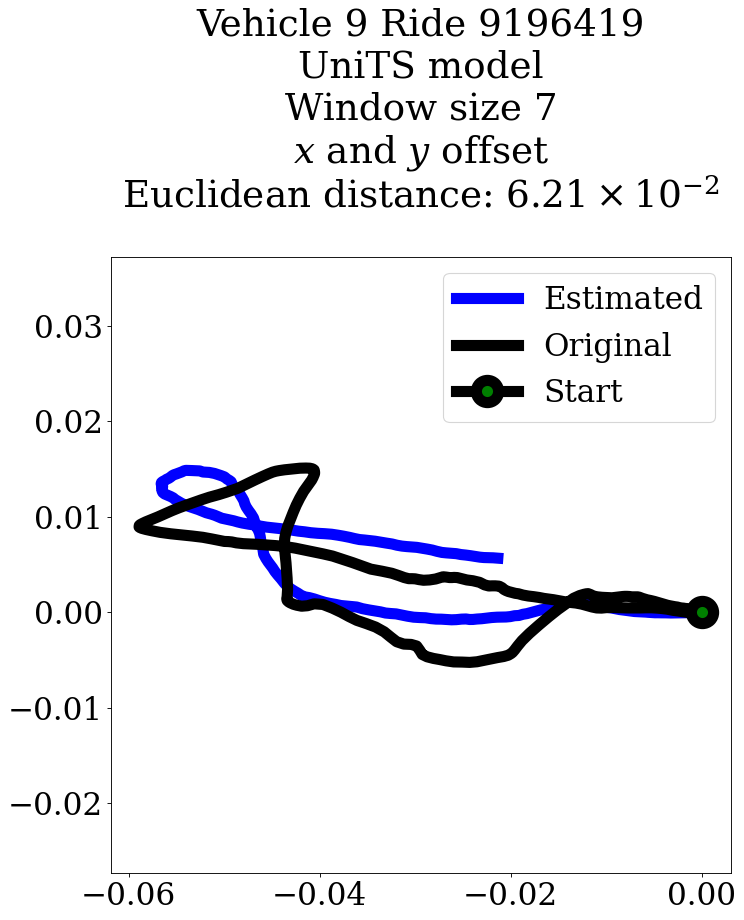 Vehicle 9 Ride 9196419
UniTS model
Window size 7
x and y offset
Euclidean distance: 6.21 × 10⁻²
Estimated
Original
Start
0.03
0.02
0.01
0.00
−0.01
−0.02
−0.06 −0.04 −0.02 0.00